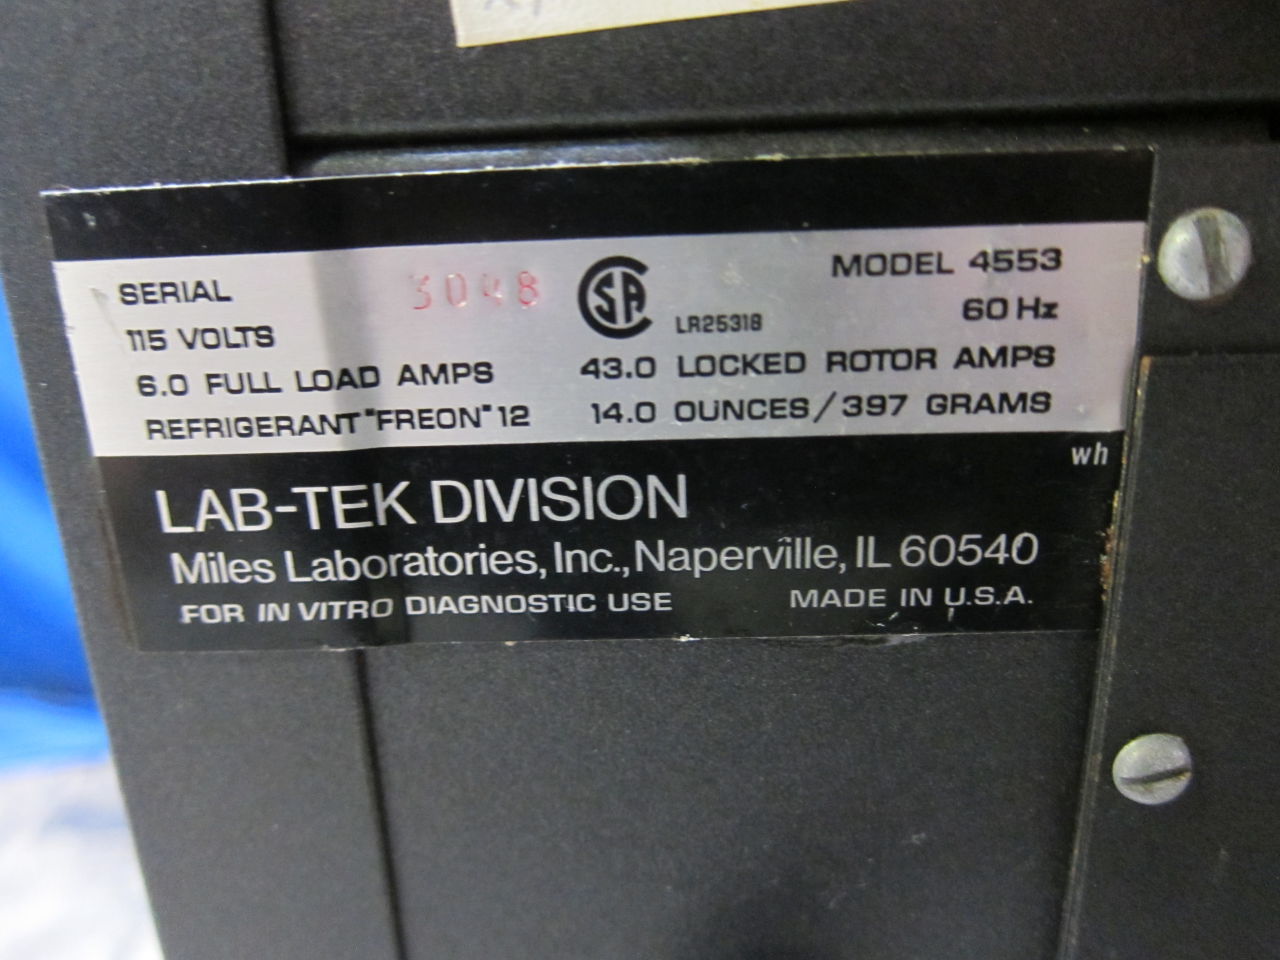 SERIAL 3048
MODEL 4553
115 VOLTS
LR25318
60 Hz
6.0 FULL LOAD AMPS 43.0 LOCKED ROTOR AMPS
REFRIGERANT "FREON" 12 14.0 OUNCES/397 GRAMS
wh
LAB-TEK DIVISION
Miles Laboratories, Inc., Naperville, IL 60540
FOR IN VITRO DIAGNOSTIC USE MADE IN U.S.A.